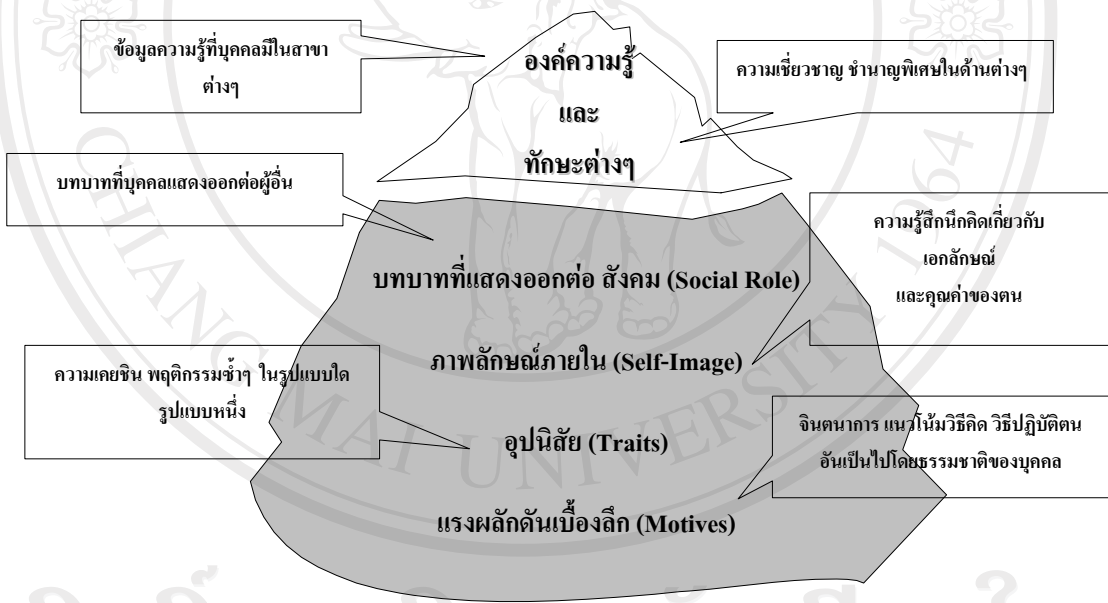 ข้อมูลความรู้ที่บุคคลมีในสาขา
ต่างๆ
องค์ความรู้
และ
ทักษะต่างๆ
ความเชี่ยวชาญ ชำนาญพิเศษในด้านต่างๆ
บทบาทที่บุคคลแสดงออกต่อผู้อื่น
ความรู้สึกนึกคิดเกี่ยวกับ
เอกลักษณ์
และคุณค่าของตน
บทบาทที่แสดงออกต่อ สังคม (Social Role)
ภาพลักษณ์ภายใน (Self-Image)
ความเคยชิน พฤติกรรมซ้ำๆ ในรูปแบบใด
รูปแบบหนึ่ง
อุปนิสัย (Traits)
จินตนาการ แนวโน้มวิธีคิด วิธีปฏิบัติตน
อันเป็นไปโดยธรรมชาติของบุคคล
แรงผลักดันเบื้องลึก (Motives)
CHIANG MAI UNIVERSITY 1964